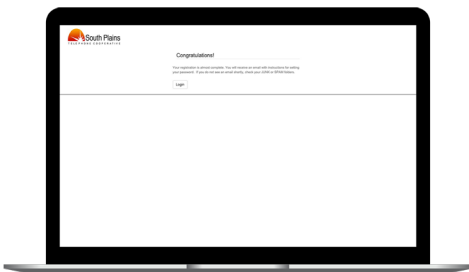 South Plains
TELEPHONE COOPERATIVE
Congratulations!
Your registration is almost complete. You will receive an email with instructions for setting
your password. If you do not see an email shortly, check your JUNK or SPAM folders.
Login